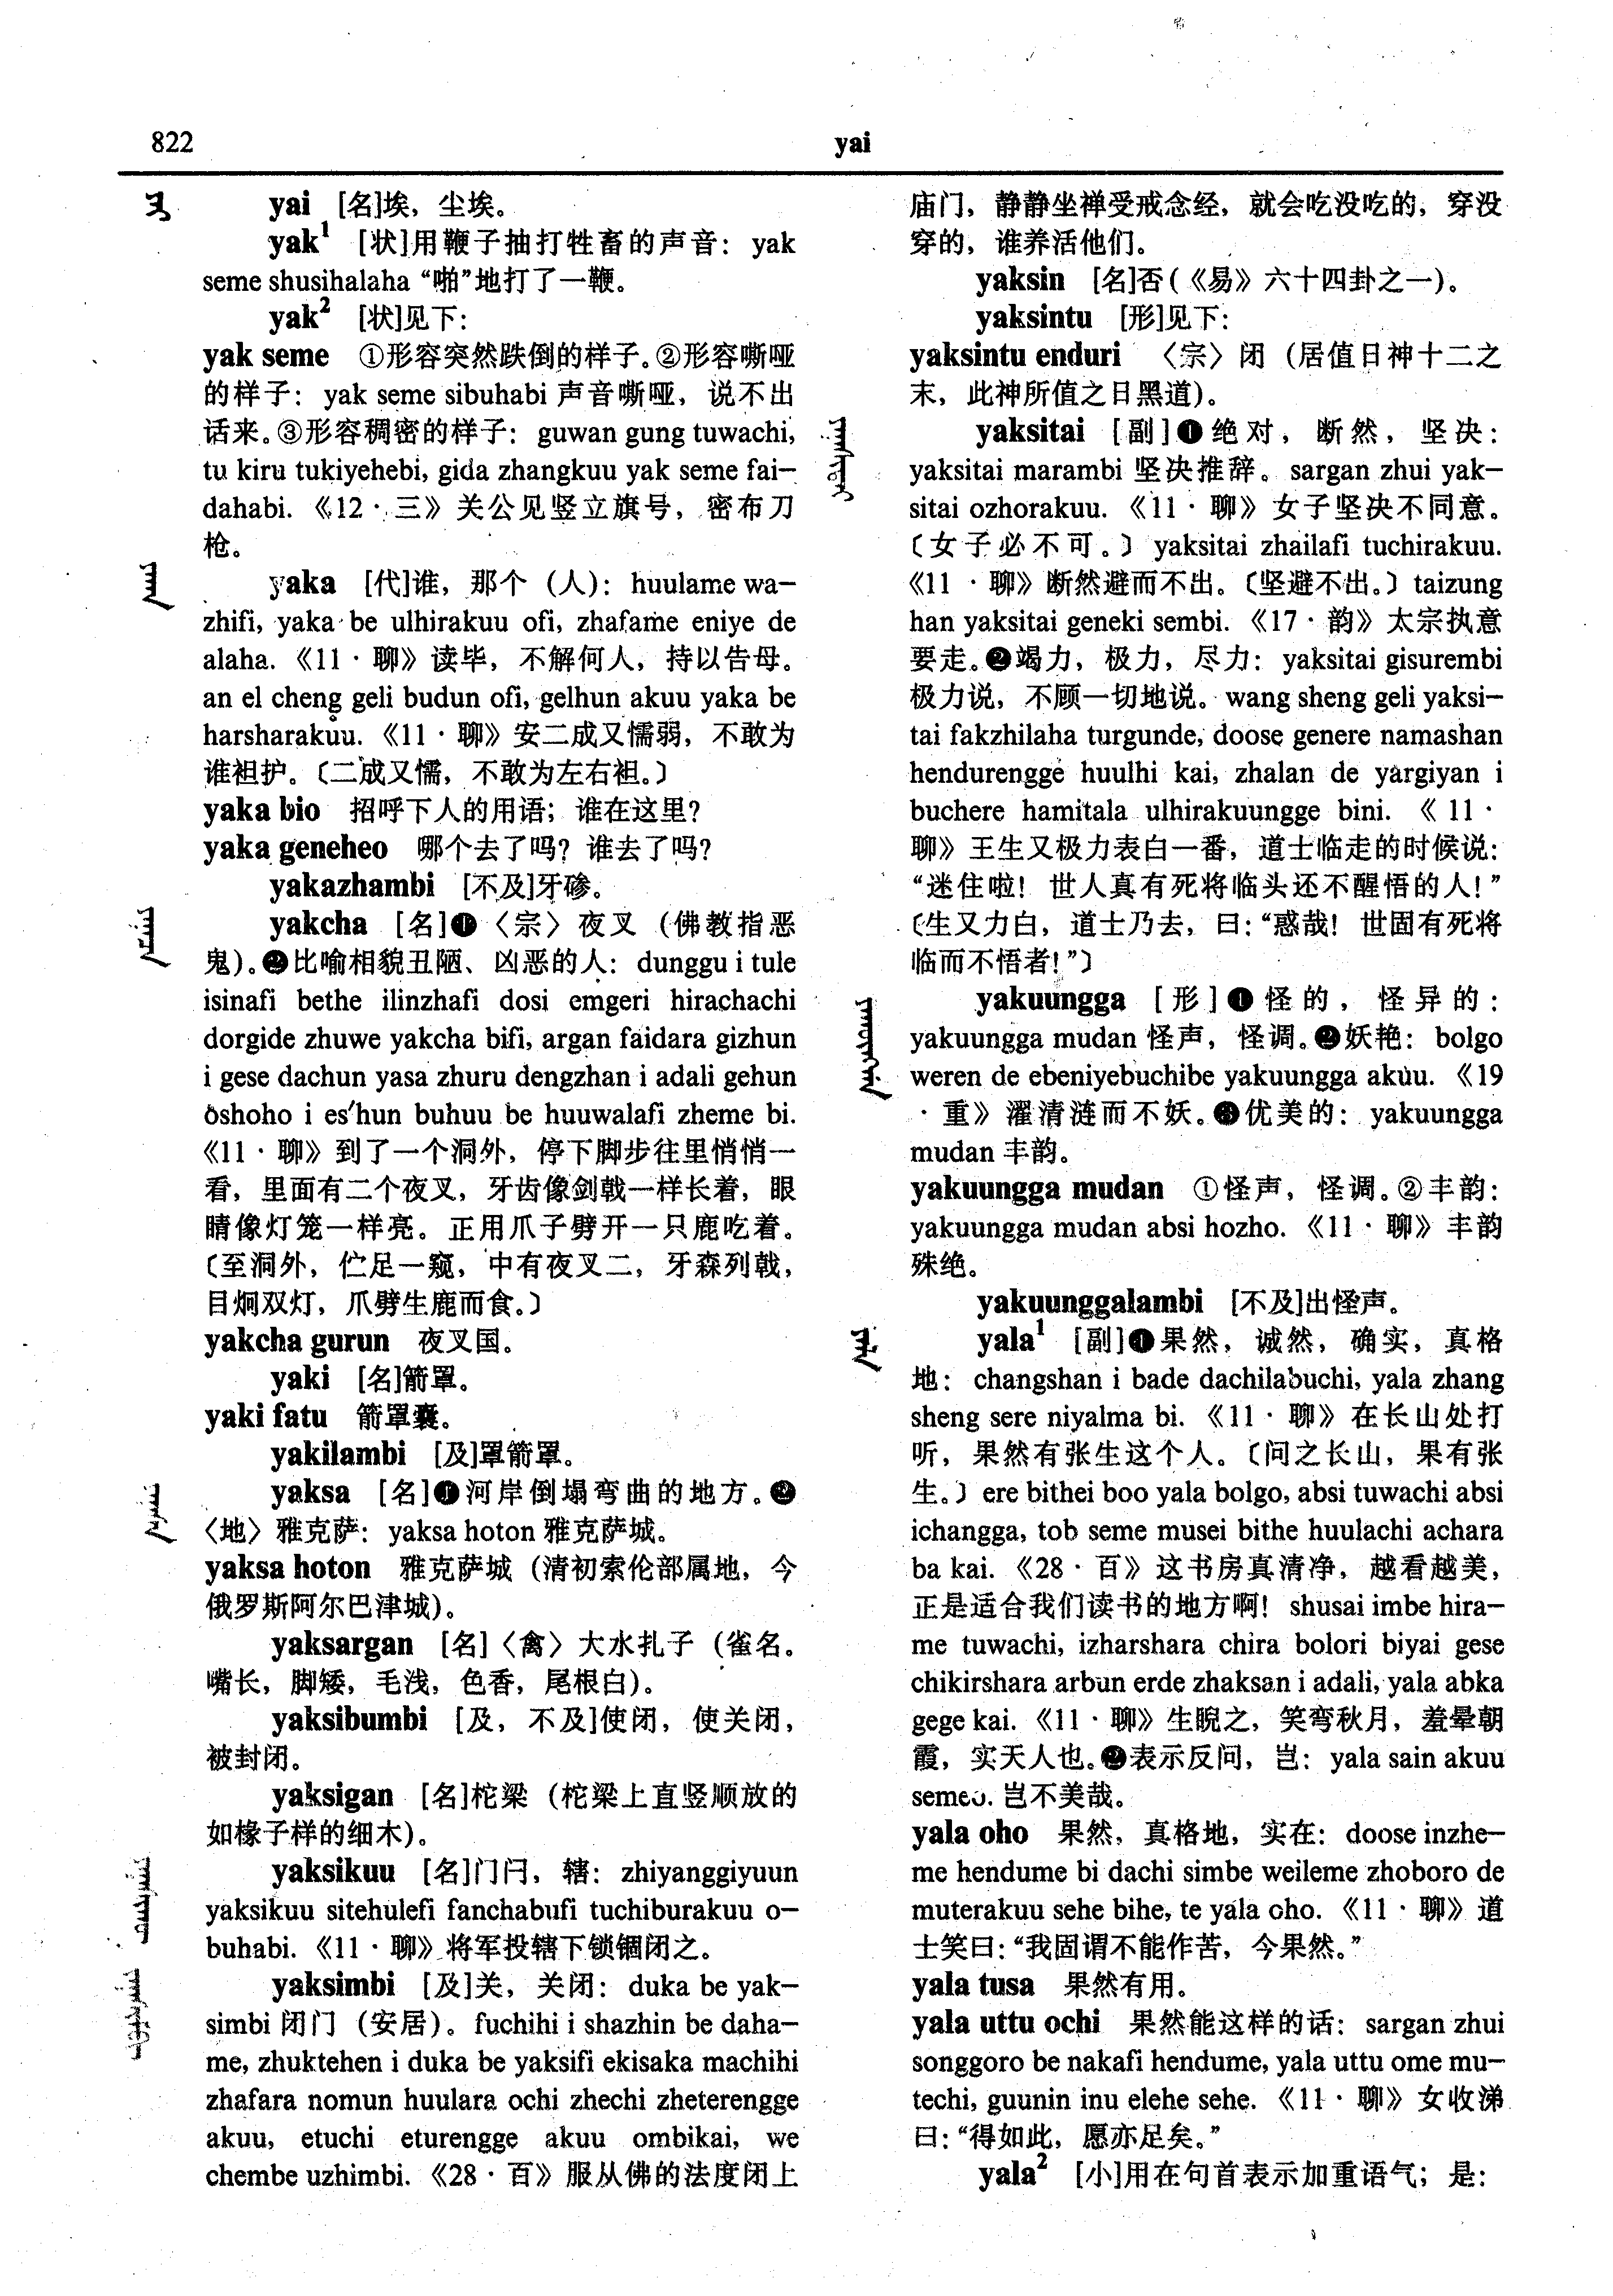 822
yai
yai [名]埃，尘埃。
yak¹ [状]用鞭子抽打牲畜的声音：yak
seme shusihalaha “啪”地打了一鞭。
yak² [状]见下：
yak seme ①形容突然跌倒的样子。②形容嘶哑
的样子：yak seme sibuhabi 声音嘶哑，说不出
话来。③形容稠密的样子：guwan gung tuwachi,
tu kiru tukiyehebi, gida zhangkuu yak seme fai-
dahabi.《12·三》关公见竖立旗号，密布刀
枪。
yaka [代]谁，那个（人）：huulame wa-
zhifi, yaka be ulhirakuu ofi, zhafame eniye de
alaha.《11·聊》读毕，不解何人，持以告母。
an el cheng geli budun ofi, gelhun akuu yaka be
harsharakuu.《11·聊》安二成又懦弱，不敢为
谁袒护。〔二成又懦，不敢为左右袒。〕
yaka bio 招呼下人的用语；谁在这里？
yaka geneheo 哪个去了吗？谁去了吗？
yakazhambi [不及]牙碜。
yakcha [名]❶〈宗〉夜叉（佛教指恶
鬼）。❷比喻相貌丑陋、凶恶的人：dunggu i tule
isinafi bethe ilinzhafi dosi emgeri hirachachi
dorgide zhuwe yakcha bifi, argan faidara gizhun
i gese dachun yasa zhuru dengzhan i adali gehun
oshoho i es'hun buhuu be huuwalafi zheme bi.
《11·聊》到了一个洞外，停下脚步往里悄悄一
看，里面有二个夜叉，牙齿像剑戟一样长着，眼
睛像灯笼一样亮。正用爪子劈开一只鹿吃着。
〔至洞外，伫足一窥，中有夜叉二，牙森列戟，
目炯双灯，爪劈生鹿而食。〕
yakcha gurun 夜叉国。
yaki [名]箭罩。
yaki fatu 箭罩囊。
yakilambi [及]罩箭罩。
yaksa [名]❶河岸倒塌弯曲的地方。❷
〈地〉雅克萨：yaksa hoton 雅克萨城。
yaksa hoton 雅克萨城（清初索伦部属地，今
俄罗斯阿尔巴津城）。
yaksargan [名]〈禽〉大水扎子（雀名。
嘴长，脚矮，毛浅，色香，尾根白）。
yaksibumbi [及，不及]使闭，使关闭，
被封闭。
yaksigan [名]柁梁（柁梁上直竖顺放的
如椽子样的细木）。
yaksikuu [名]门闩，辖：zhiyanggiyuun
yaksikuu sitehulefi fanchabufi tuchiburakuu o-
buhabi.《11·聊》将军投辖下锁锢闭之。
yaksimbi [及]关，关闭：duka be yak-
simbi 闭门（安居）。fuchihi i shazhin be daha-
me, zhuktehen i duka be yaksifi ekisaka machihi
zhafara nomun huulara ochi zhechi zheterengge
akuu, etuchi eturengge akuu ombikai, we
chembe uzhimbi.《28·百》服从佛的法度闭上
庙门，静静坐禅受戒念经，就会吃没吃的，穿没
穿的，谁养活他们。
yaksin [名]否（《易》六十四卦之一）。
yaksintu [形]见下：
yaksintu enduri 〈宗〉闭（居值日神十二之
末，此神所值之日黑道）。
yaksitai [副]❶绝对，断然，坚决：
yaksitai marambi 坚决推辞。sargan zhui yak-
sitai ozhorakuu.《11·聊》女子坚决不同意。
〔女子必不可。〕yaksitai zhailafi tuchirakuu.
《11·聊》断然避而不出。〔坚避不出。〕taizung
han yaksitai geneki sembi.《17·韵》太宗执意
要走。❷竭力，极力，尽力：yaksitai gisurembi
极力说，不顾一切地说。wang sheng geli yaksi-
tai fakzhilaha turgunde, doose genere namashan
hendurengge huulhi kai, zhalan de yargiyan i
buchere hamitala ulhirakuungge bini.《11·
聊》王生又极力表白一番，道士临走的时候说：
“迷住啦！世人真有死将临头还不醒悟的人！”
〔生又力白，道士乃去，曰：“惑哉！世固有死将
临而不悟者！”〕
yakuungga [形]❶怪的，怪异的：
yakuungga mudan 怪声，怪调。❷妖艳：bolgo
weren de ebeniyebuchibe yakuungga akuu.《19
·重》濯清涟而不妖。❸优美的：yakuungga
mudan 丰韵。
yakuungga mudan ①怪声，怪调。②丰韵：
yakuungga mudan absi hozho.《11·聊》丰韵
殊绝。
yakuunggalambi [不及]出怪声。
yala¹ [副]❶果然，诚然，确实，真格
地：changshan i bade dachilabuchi, yala zhang
sheng sere niyalma bi.《11·聊》在长山处打
听，果然有张生这个人。〔问之长山，果有张
生。〕ere bithei boo yala bolgo, absi tuwachi absi
ichangga, tob seme musei bithe huulachi achara
ba kai.《28·百》这书房真清净，越看越美，
正是适合我们读书的地方啊！shusai imbe hira-
me tuwachi, izharshara chira bolori biyai gese
chikirshara arbun erde zhaksan i adali, yala abka
gege kai.《11·聊》生睨之，笑弯秋月，羞晕朝
霞，实天人也。❷表示反问，岂：yala sain akuu
semeo. 岂不美哉。
yala oho 果然，真格地，实在：doose inzhe-
me hendume bi dachi simbe weileme zhoboro de
muterakuu sehe bihe, te yala oho.《11·聊》道
士笑曰：“我固谓不能作苦，今果然。”
yala tusa 果然有用。
yala uttu ochi 果然能这样的话：sargan zhui
songgoro be nakafi hendume, yala uttu ome mu-
techi, guunin inu elehe sehe.《11·聊》女收涕
曰：“得如此，愿亦足矣。”
yala² [小]用在句首表示加重语气；是：